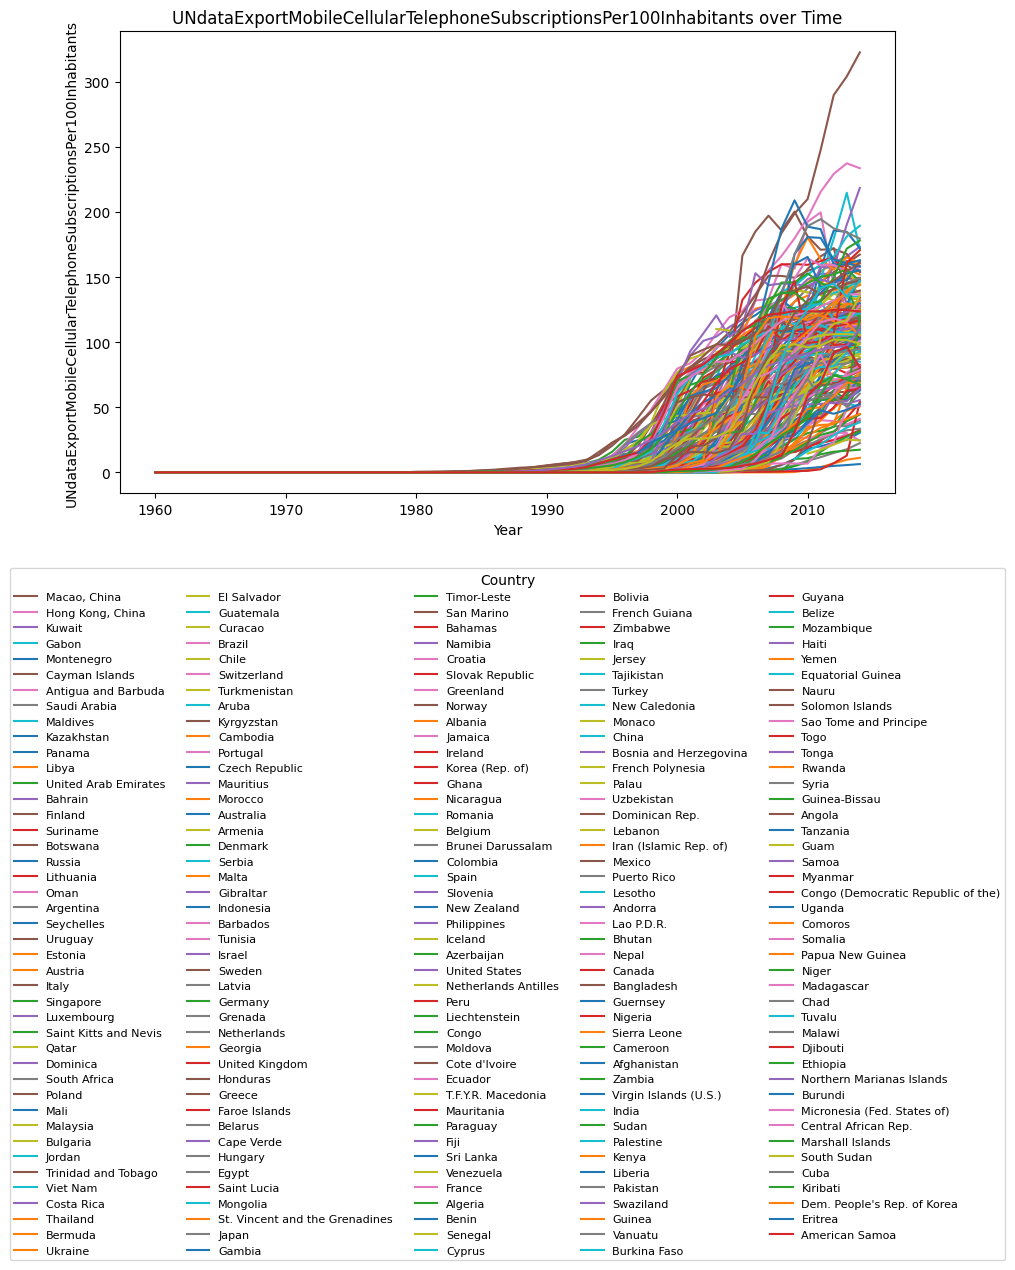 UNdataExportMobileCellularTelephoneSubscriptionsPer100Inhabitants over Time
UNdataExportMobileCellularTelephoneSubscriptionsPer100Inhabitants
300
250
200
150
100
50
0
1960 1970 1980 1990 2000 2010
Year
Country
Macao, China
Hong Kong, China
Kuwait
Gabon
Montenegro
Cayman Islands
Antigua and Barbuda
Saudi Arabia
Maldives
Kazakhstan
Panama
Libya
United Arab Emirates
Bahrain
Finland
Suriname
Botswana
Russia
Lithuania
Oman
Argentina
Seychelles
Uruguay
Estonia
Austria
Italy
Singapore
Luxembourg
Saint Kitts and Nevis
Qatar
Dominica
South Africa
Poland
Mali
Malaysia
Bulgaria
Jordan
Trinidad and Tobago
Viet Nam
Costa Rica
Thailand
Bermuda
Ukraine
El Salvador
Guatemala
Curacao
Brazil
Chile
Switzerland
Turkmenistan
Aruba
Kyrgyzstan
Cambodia
Portugal
Czech Republic
Mauritius
Morocco
Australia
Armenia
Denmark
Serbia
Malta
Gibraltar
Indonesia
Barbados
Tunisia
Israel
Sweden
Latvia
Germany
Grenada
Netherlands
Georgia
United Kingdom
Honduras
Greece
Faroe Islands
Belarus
Cape Verde
Hungary
Egypt
Saint Lucia
Mongolia
St. Vincent and the Grenadines
Japan
Gambia
Timor-Leste
San Marino
Bahamas
Namibia
Croatia
Slovak Republic
Greenland
Norway
Albania
Jamaica
Ireland
Korea (Rep. of)
Ghana
Nicaragua
Romania
Belgium
Brunei Darussalam
Colombia
Spain
Slovenia
New Zealand
Philippines
Iceland
Azerbaijan
United States
Netherlands Antilles
Peru
Liechtenstein
Congo
Moldova
Cote d'Ivoire
Ecuador
T.F.Y.R. Macedonia
Mauritania
Paraguay
Fiji
Sri Lanka
Venezuela
France
Algeria
Benin
Senegal
Cyprus
Bolivia
French Guiana
Zimbabwe
Iraq
Jersey
Tajikistan
Turkey
New Caledonia
Monaco
China
Bosnia and Herzegovina
French Polynesia
Palau
Uzbekistan
Dominican Rep.
Lebanon
Iran (Islamic Rep. of)
Mexico
Puerto Rico
Lesotho
Andorra
Lao P.D.R.
Bhutan
Nepal
Canada
Bangladesh
Guernsey
Nigeria
Sierra Leone
Cameroon
Afghanistan
Zambia
Virgin Islands (U.S.)
India
Sudan
Palestine
Kenya
Liberia
Pakistan
Swaziland
Guinea
Vanuatu
Burkina Faso
Guyana
Belize
Mozambique
Haiti
Yemen
Equatorial Guinea
Nauru
Solomon Islands
Sao Tome and Principe
Togo
Tonga
Rwanda
Syria
Guinea-Bissau
Angola
Tanzania
Guam
Samoa
Myanmar
Congo (Democratic Republic of the)
Uganda
Comoros
Somalia
Papua New Guinea
Niger
Madagascar
Chad
Tuvalu
Malawi
Djibouti
Ethiopia
Northern Marianas Islands
Burundi
Micronesia (Fed. States of)
Central African Rep.
Marshall Islands
South Sudan
Cuba
Kiribati
Dem. People's Rep. of Korea
Eritrea
American Samoa